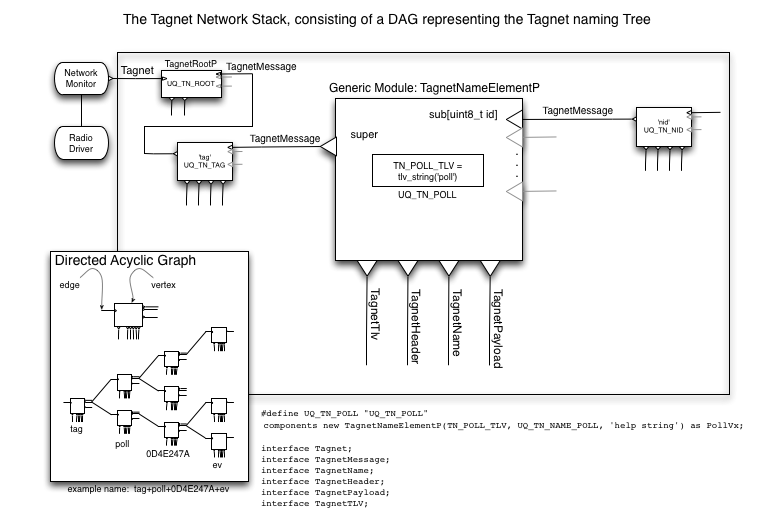 The Tagnet Network Stack, consisting of a DAG representing the Tagnet naming Tree
Network
Monitor
Tagnet
TagnetRootP
UQ_TN_ROOT
TagnetMessage
Radio
Driver
'tag'
UQ_TN_TAG
TagnetMessage
Generic Module: TagnetNameElementP
sub[uint8_t id]
super
TN_POLL_TLV =
tlv_string('poll')
UQ_TN_POLL
TagnetMessage
'nid'
UQ_TN_NID
TagnetTlv
TagnetHeader
TagnetName
TagnetPayload
Directed Acyclic Graph
edge
vertex
tag
poll
0D4E247A
ev
example name: tag+poll+0D4E247A+ev
#define UQ_TN_POLL "UQ_TN_POLL"
components new TagnetNameElementP(TN_POLL_TLV, UQ_TN_NAME_POLL, 'help string') as PollVx;
interface Tagnet;
interface TagnetMessage;
interface TagnetName;
interface TagnetHeader;
interface TagnetPayload;
interface TagnetTLV;